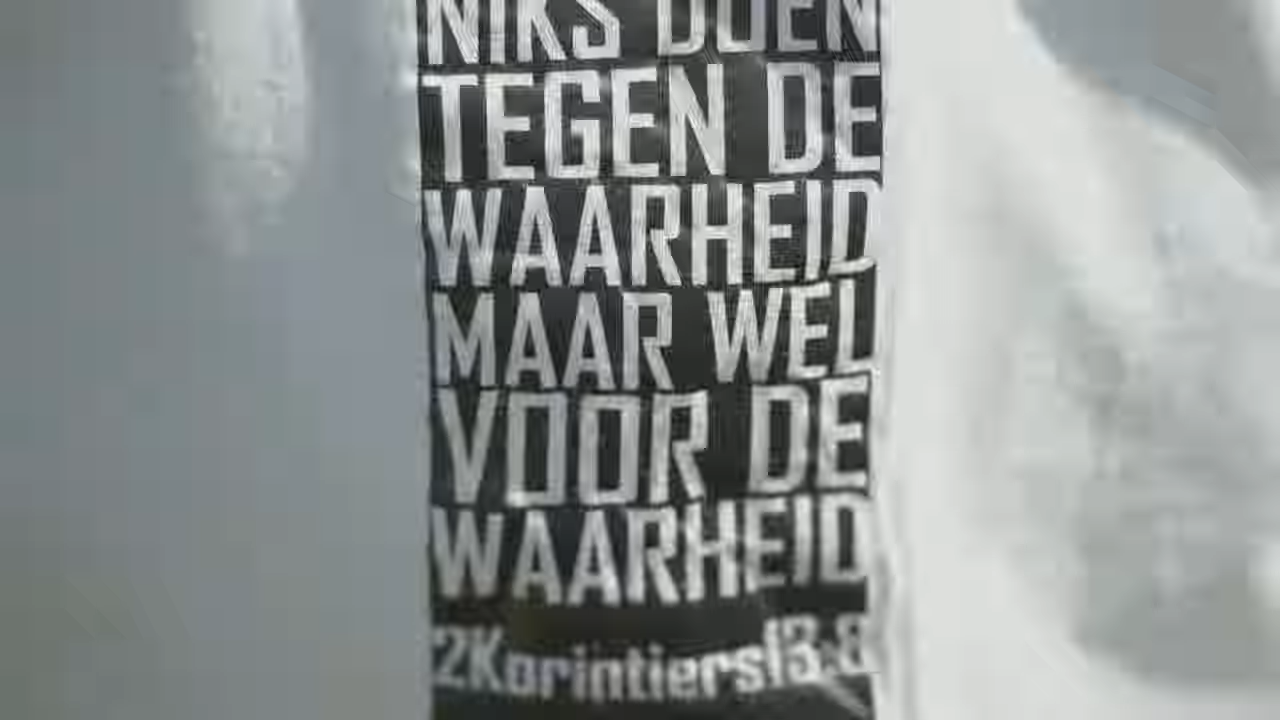 NIKS DOEN
TEGEN DE
WAARHEID
MAAR WEL
VOOR DE
WAARHEID
2Korintiers13:8